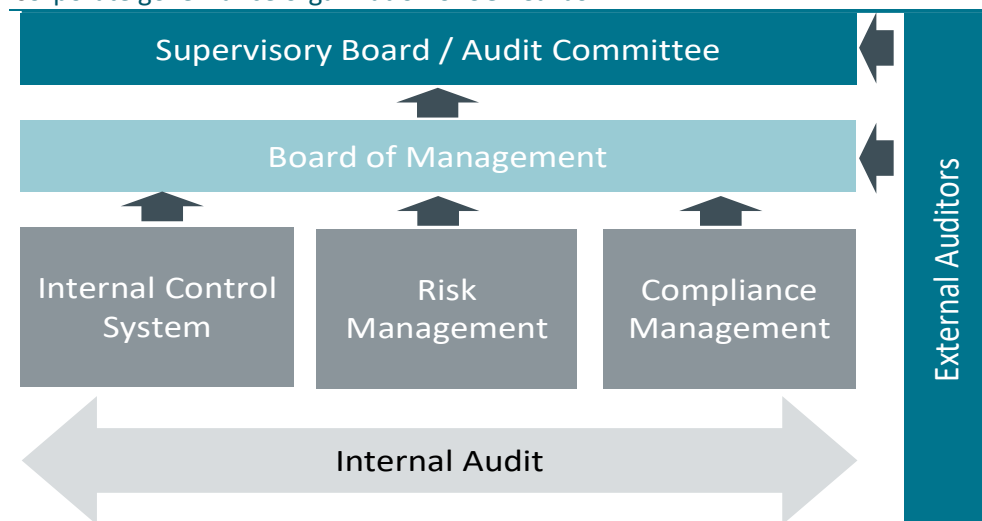 Supervisory Board / Audit Committee
Board of Management
Internal Control
System
Risk
Management
Compliance
Management
Internal Audit
External Auditors